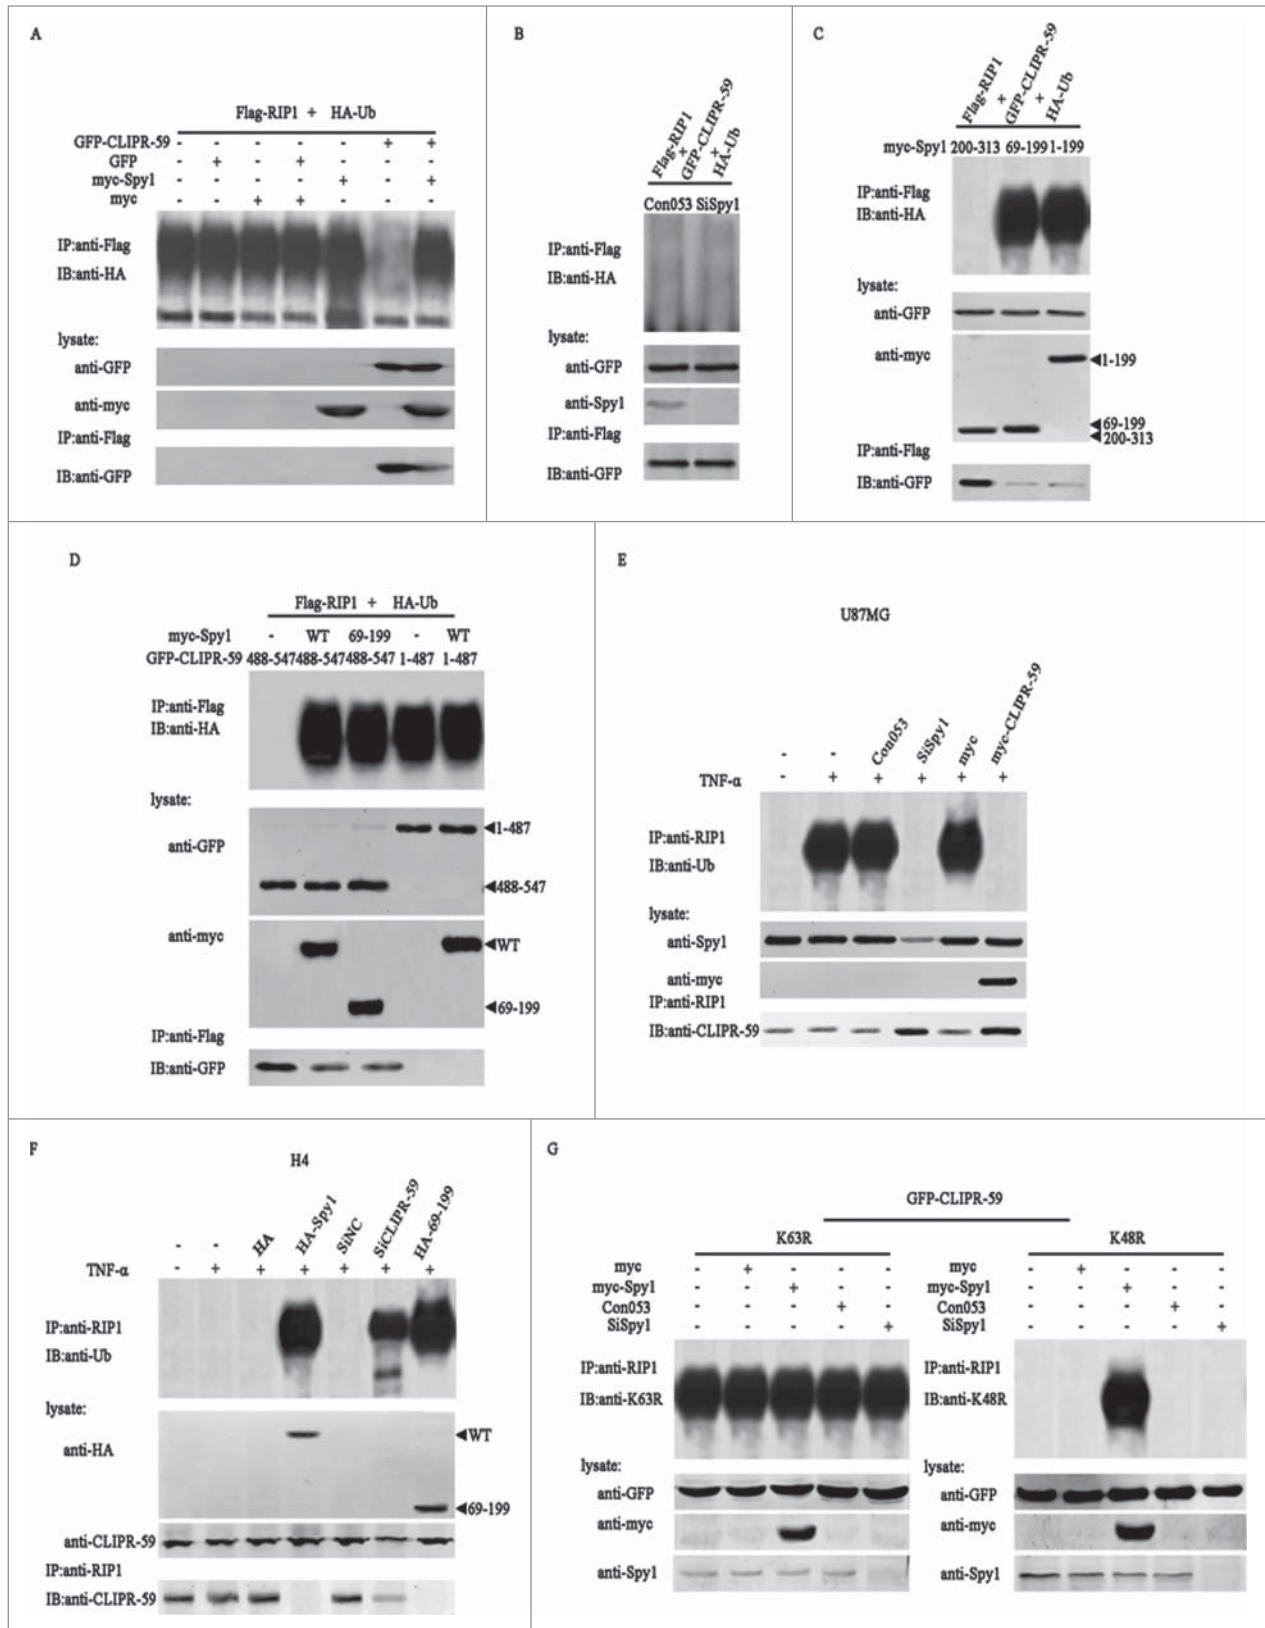 A
Flag-RIP1 + HA-Ub
GFP-CLIPR-59 - - - - - + +
GFP - + - + - - -
myc-Spy1 - - - - + - +
myc - - + + - - -
IP:anti-Flag
IB:anti-HA
lysate:
anti-GFP
anti-myc
IP:anti-Flag
IB:anti-GFP
B
Flag-RIP1
+
GFP-CLIPR-59
+
HA-Ub
Con053 SiSpy1
IP:anti-Flag
IB:anti-HA
lysate:
anti-GFP
anti-Spy1
IP:anti-Flag
IB:anti-GFP
C
Flag-RIP1
+
GFP-CLIPR-59
+
HA-Ub
myc-Spy1 200-313 69-199 1-199
IP:anti-Flag
IB:anti-HA
lysate:
anti-GFP
anti-myc
1-199
69-199
200-313
IP:anti-Flag
IB:anti-GFP
D
Flag-RIP1 + HA-Ub
myc-Spy1 - WT 69-199 - WT
GFP-CLIPR-59 488-547 488-547 488-547 1-487 1-487
IP:anti-Flag
IB:anti-HA
lysate:
1-487
anti-GFP
488-547
anti-myc
WT
69-199
IP:anti-Flag
IB:anti-GFP
E
U87MG
- - Con053 SiSpy1 myc myc-CLIPR-59
TNF-α - + + + + +
IP:anti-RIP1
IB:anti-Ub
lysate:
anti-Spy1
anti-myc
IP:anti-RIP1
IB:anti-CLIPR-59
F
H4
- - HA HA-Spy1 SiNC SiCLIPR-59 HA-69-199
TNF-α - + + + + + +
IP:anti-RIP1
IB:anti-Ub
lysate:
WT
anti-HA
69-199
anti-CLIPR-59
IP:anti-RIP1
IB:anti-CLIPR-59
G
GFP-CLIPR-59
K63R
myc - + - - -
myc-Spy1 - - + - -
Con053 - - - + -
SiSpy1 - - - - +
IP:anti-RIP1
IB:anti-K63R
lysate:
anti-GFP
anti-myc
anti-Spy1
K48R
myc - + - - -
myc-Spy1 - - + - -
Con053 - - - + -
SiSpy1 - - - - +
IP:anti-RIP1
IB:anti-K48R
lysate:
anti-GFP
anti-myc
anti-Spy1